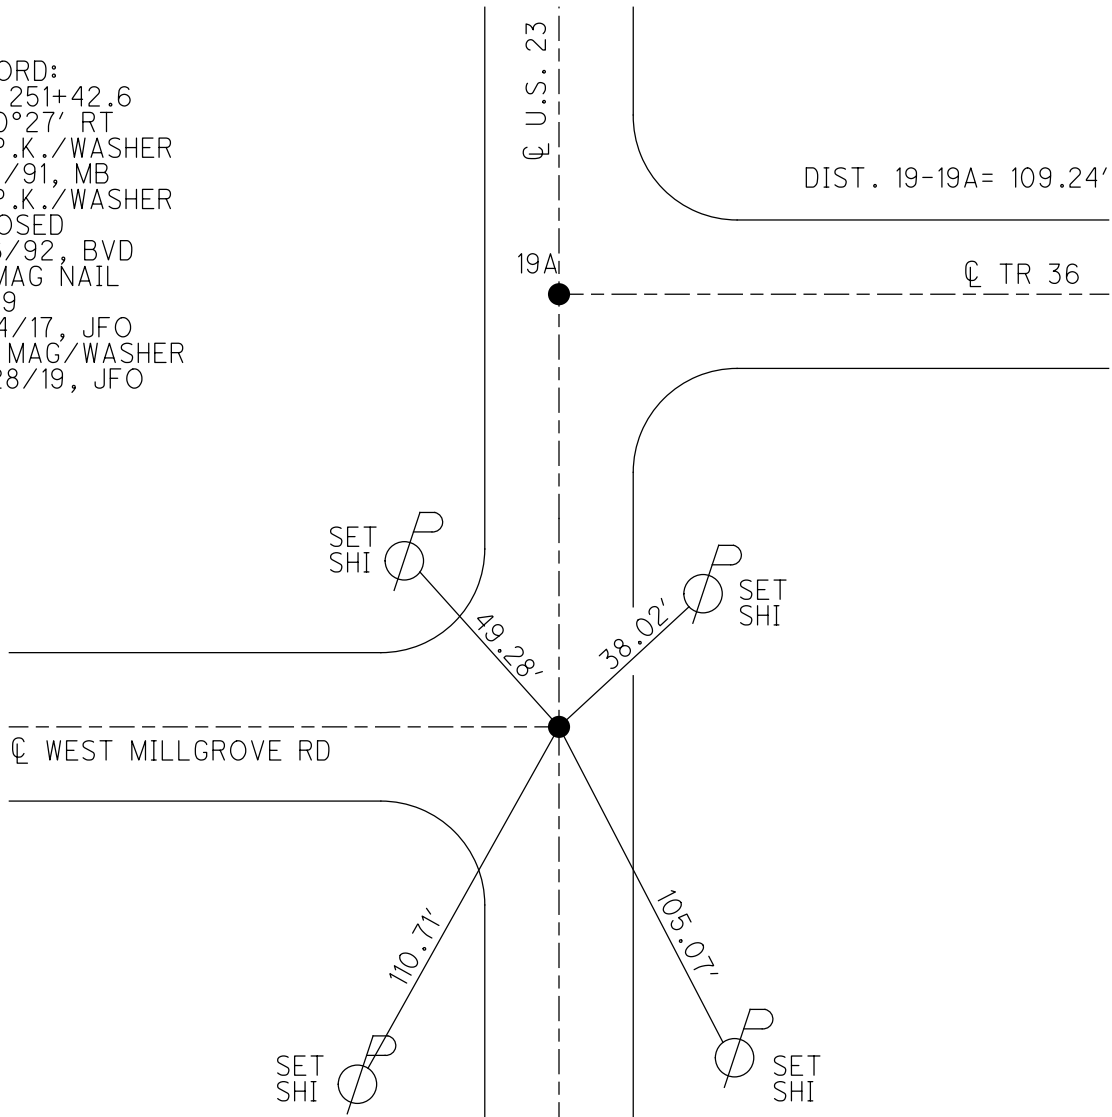 ORD:
251+42.6
0°27' RT
P.K./WASHER
/91, MB
P.K./WASHER
OSED
/92, BVD
MAG NAIL
9
4/17, JFO
MAG/WASHER
28/19, JFO
℄ U.S. 23
DIST. 19-19A= 109.24'
19A
℄ TR 36
SET
SHI
49.28'
38.02'
SET
SHI
℄ WEST MILLGROVE RD
110.71'
105.07'
SET
SHI
SET
SHI